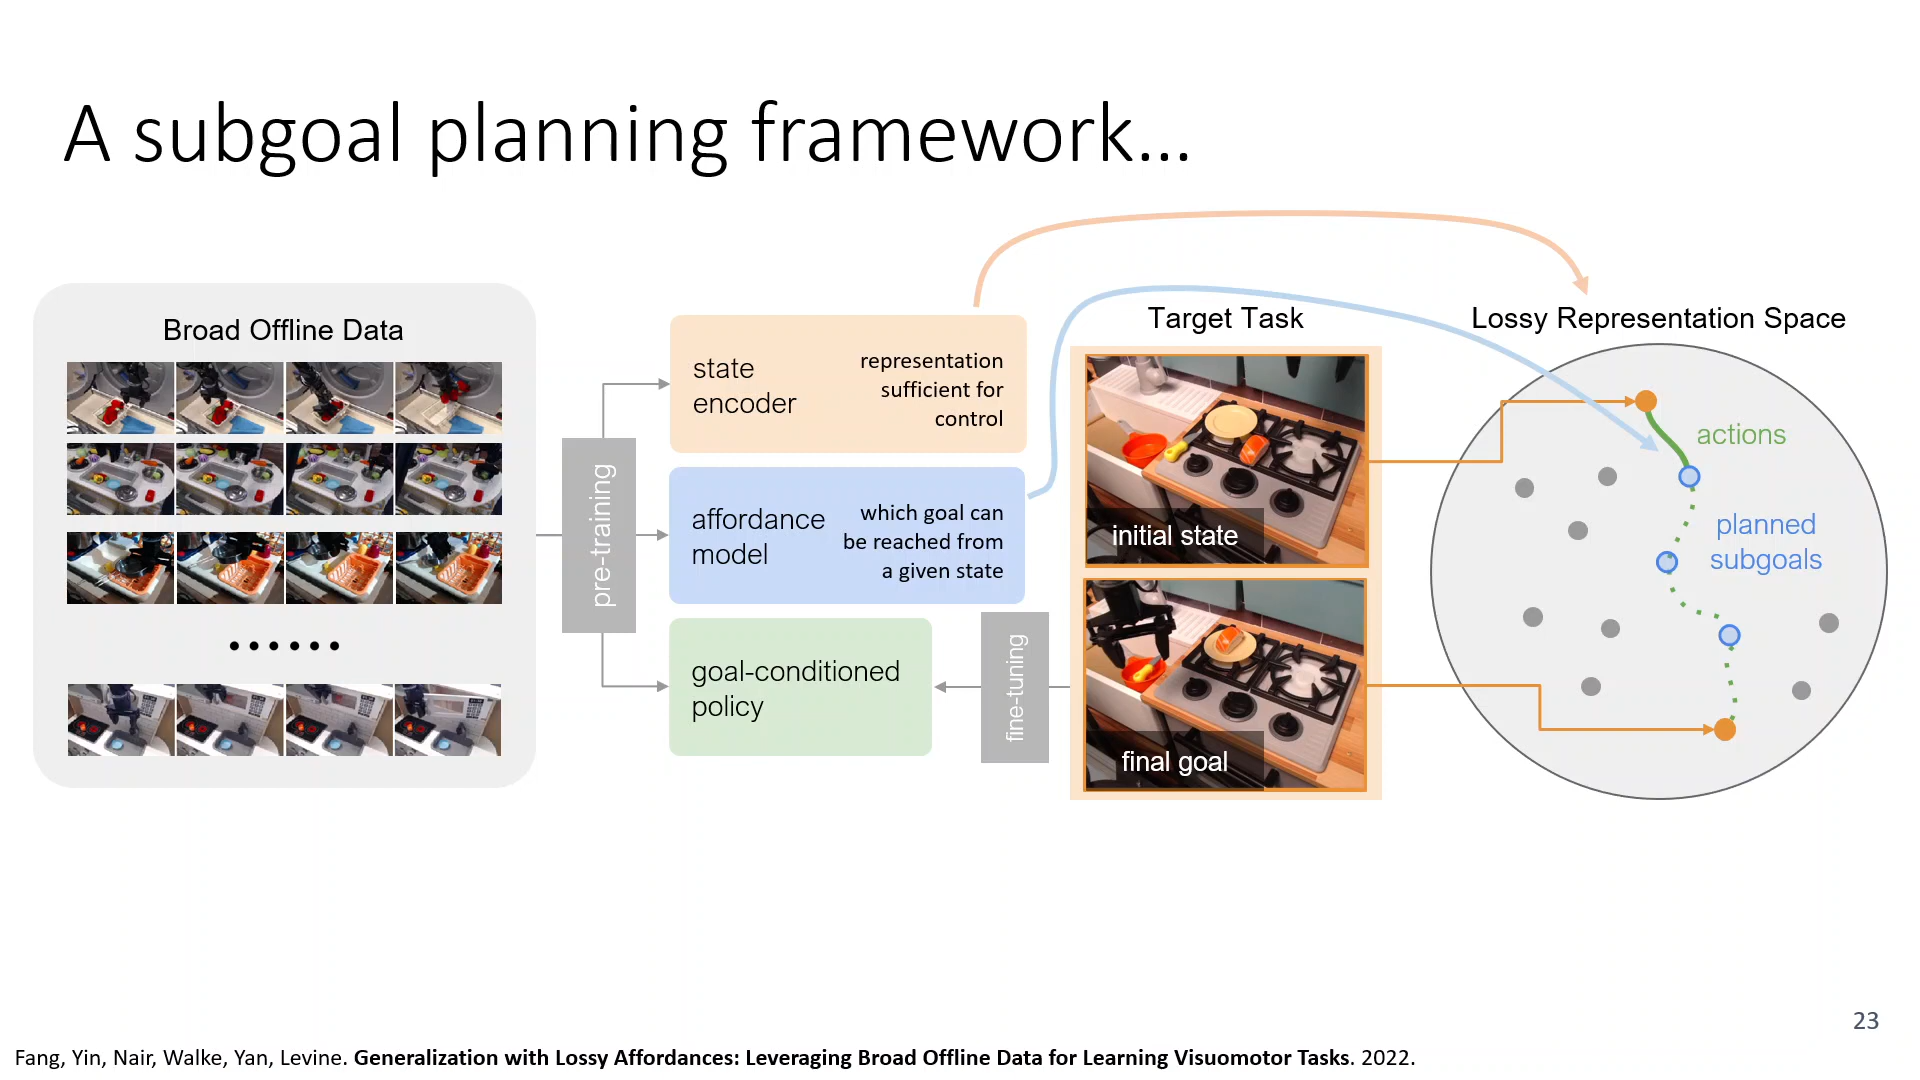 A subgoal planning framework...
Broad Offline Data
pre-training
state
encoder
representation
sufficient for
control
affordance
model
which goal can
be reached from
a given state
goal-conditioned
policy
fine-tuning
Target Task
initial state
final goal
Lossy Representation Space
actions
planned
subgoals
23
Fang, Yin, Nair, Walke, Yan, Levine. Generalization with Lossy Affordances: Leveraging Broad Offline Data for Learning Visuomotor Tasks. 2022.